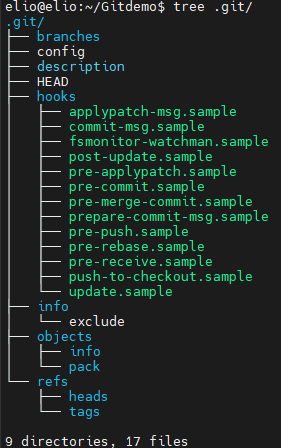 elio@elio:~/Gitdemo$ tree .git/
.git/
├── branches
├── config
├── description
├── HEAD
├── hooks
│   ├── applypatch-msg.sample
│   ├── commit-msg.sample
│   ├── fsmonitor-watchman.sample
│   ├── post-update.sample
│   ├── pre-applypatch.sample
│   ├── pre-commit.sample
│   ├── pre-merge-commit.sample
│   ├── prepare-commit-msg.sample
│   ├── pre-push.sample
│   ├── pre-rebase.sample
│   ├── pre-receive.sample
│   ├── push-to-checkout.sample
│   └── update.sample
├── info
│   └── exclude
├── objects
│   ├── info
│   └── pack
└── refs
    ├── heads
    └── tags
9 directories, 17 files